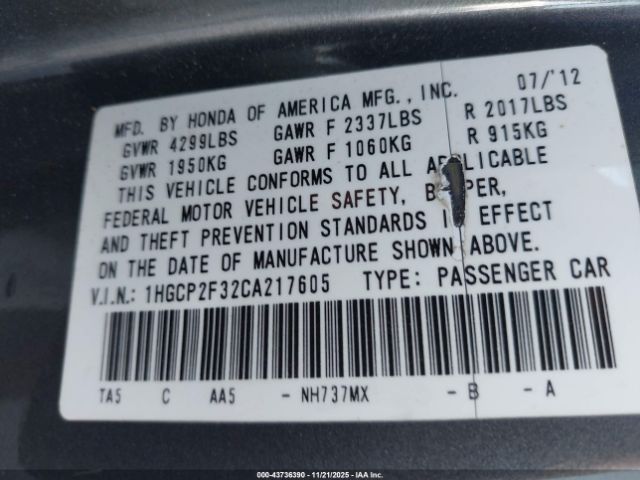 MFD. BY HONDA OF AMERICA MFG., INC. 07/'12
GVWR 4299LBS GAWR F 2337LBS R 2017LBS
GVWR 1950KG GAWR F 1060KG R 915KG
THIS VEHICLE CONFORMS TO ALL APPLICABLE
FEDERAL MOTOR VEHICLE SAFETY, B PER,
AND THEFT PREVENTION STANDARDS IN EFFECT
ON THE DATE OF MANUFACTURE SHOWN ABOVE.
V.I.N.: 1HGCP2F32CA217605 TYPE: PASSENGER CAR
TA5 C AA5 - NH737MX - B - A
000-43736390 - 11/21/2025 - IAA Inc.